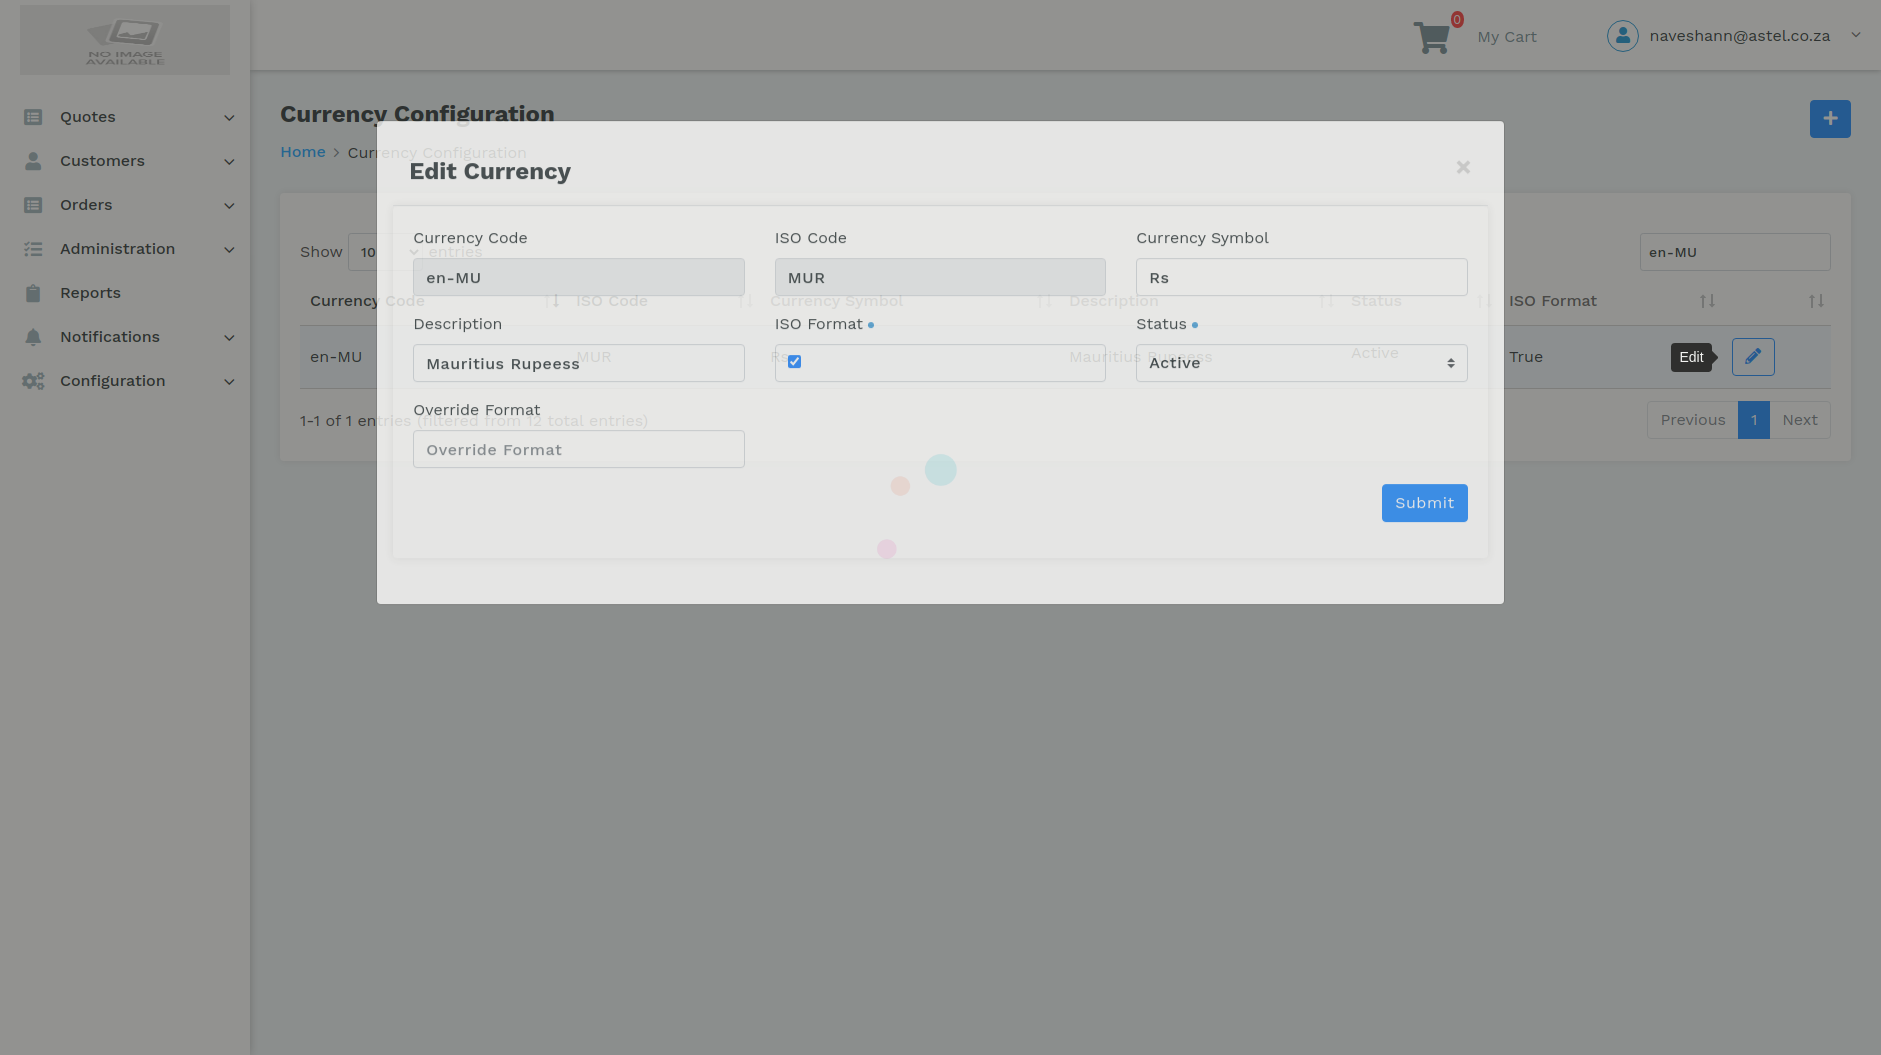 NO IMAGE
AVAILABLE
0
My Cart
naveshann@astel.co.za
Quotes
Customers
Orders
Administration
Reports
Notifications
Configuration
Currency Configuration
Home > Currency Configuration
Show 10 entries
en-MU
Currency Code ISO Code Currency Symbol Description Status ISO Format
en-MU MUR Rs Mauritius Rupeess Active True
Edit
1-1 of 1 entries (filtered from 12 total entries)
Previous 1 Next
Edit Currency
×
Currency Code ISO Code Currency Symbol
en-MU MUR Rs
Description ISO Format Status
Mauritius Rupeess Active
Override Format
Override Format
Submit